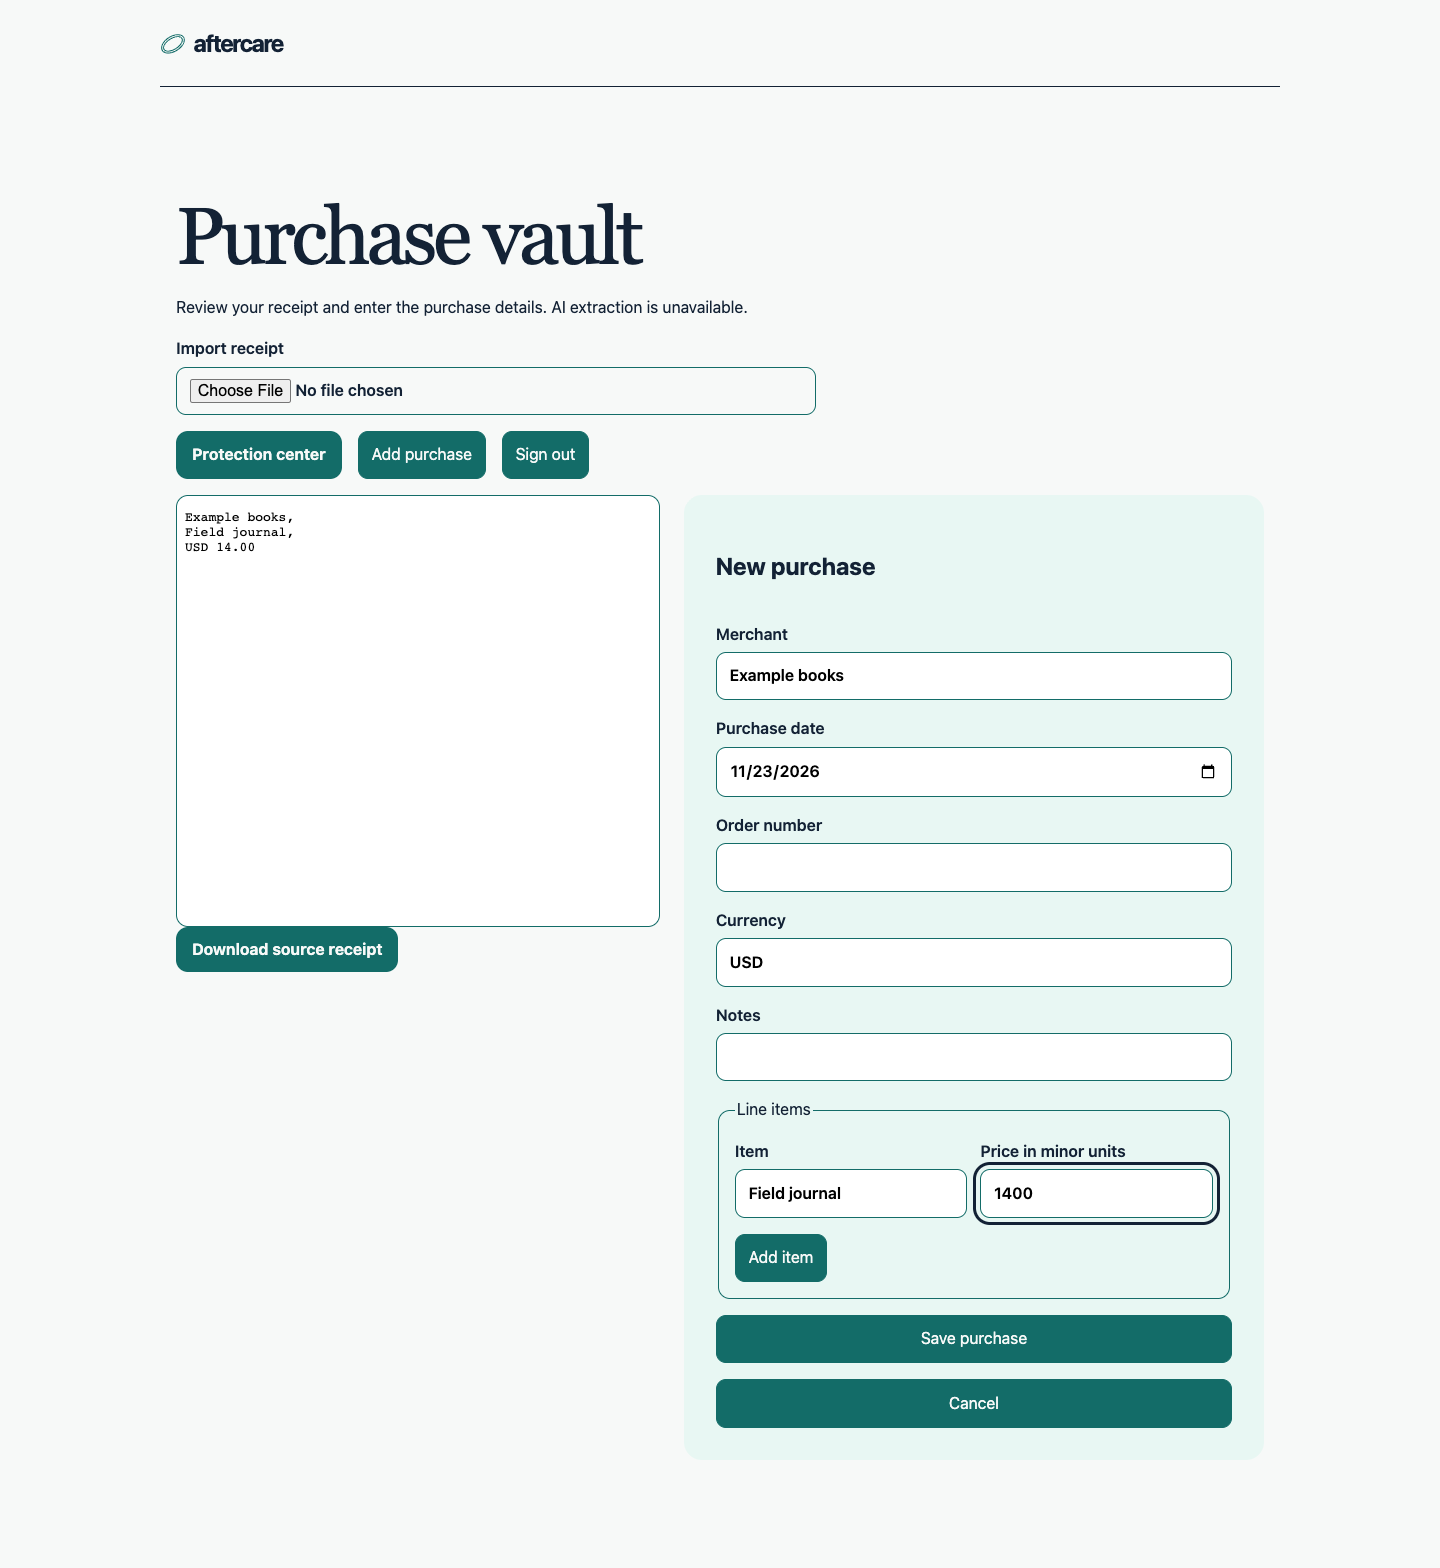 aftercare
Purchase vault
Review your receipt and enter the purchase details. AI extraction is unavailable.
Import receipt
Choose File No file chosen
Protection center Add purchase Sign out
Example books,
Field journal,
USD 14.00
Download source receipt
New purchase
Merchant
Example books
Purchase date
11/23/2026
Order number
Currency
USD
Notes
Line items
Item Price in minor units
Field journal 1400
Add item
Save purchase
Cancel